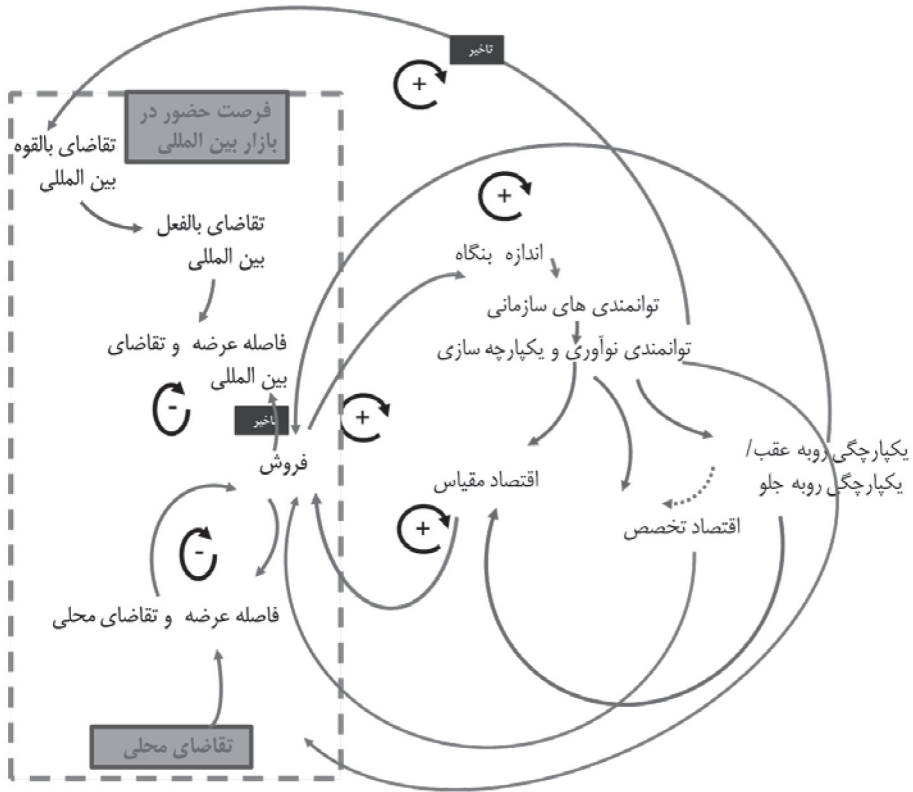 تاخیر
+
فرصت حضور در
بازار بین المللی
تقاضای بالقوه
بین المللی
+
تقاضای بالفعل
بین المللی
اندازه بنگاه
توانمندی های سازمانی
فاصله عرضه و تقاضای
بین المللی
توانمندی نوآوری و یکپارچه سازی
-
تاخیر
+
فروش
یکپارچگی روبه عقب/
یکپارچگی روبه جلو
اقتصاد مقیاس
+
اقتصاد تخصص
-
فاصله عرضه و تقاضای محلی
تقاضای محلی